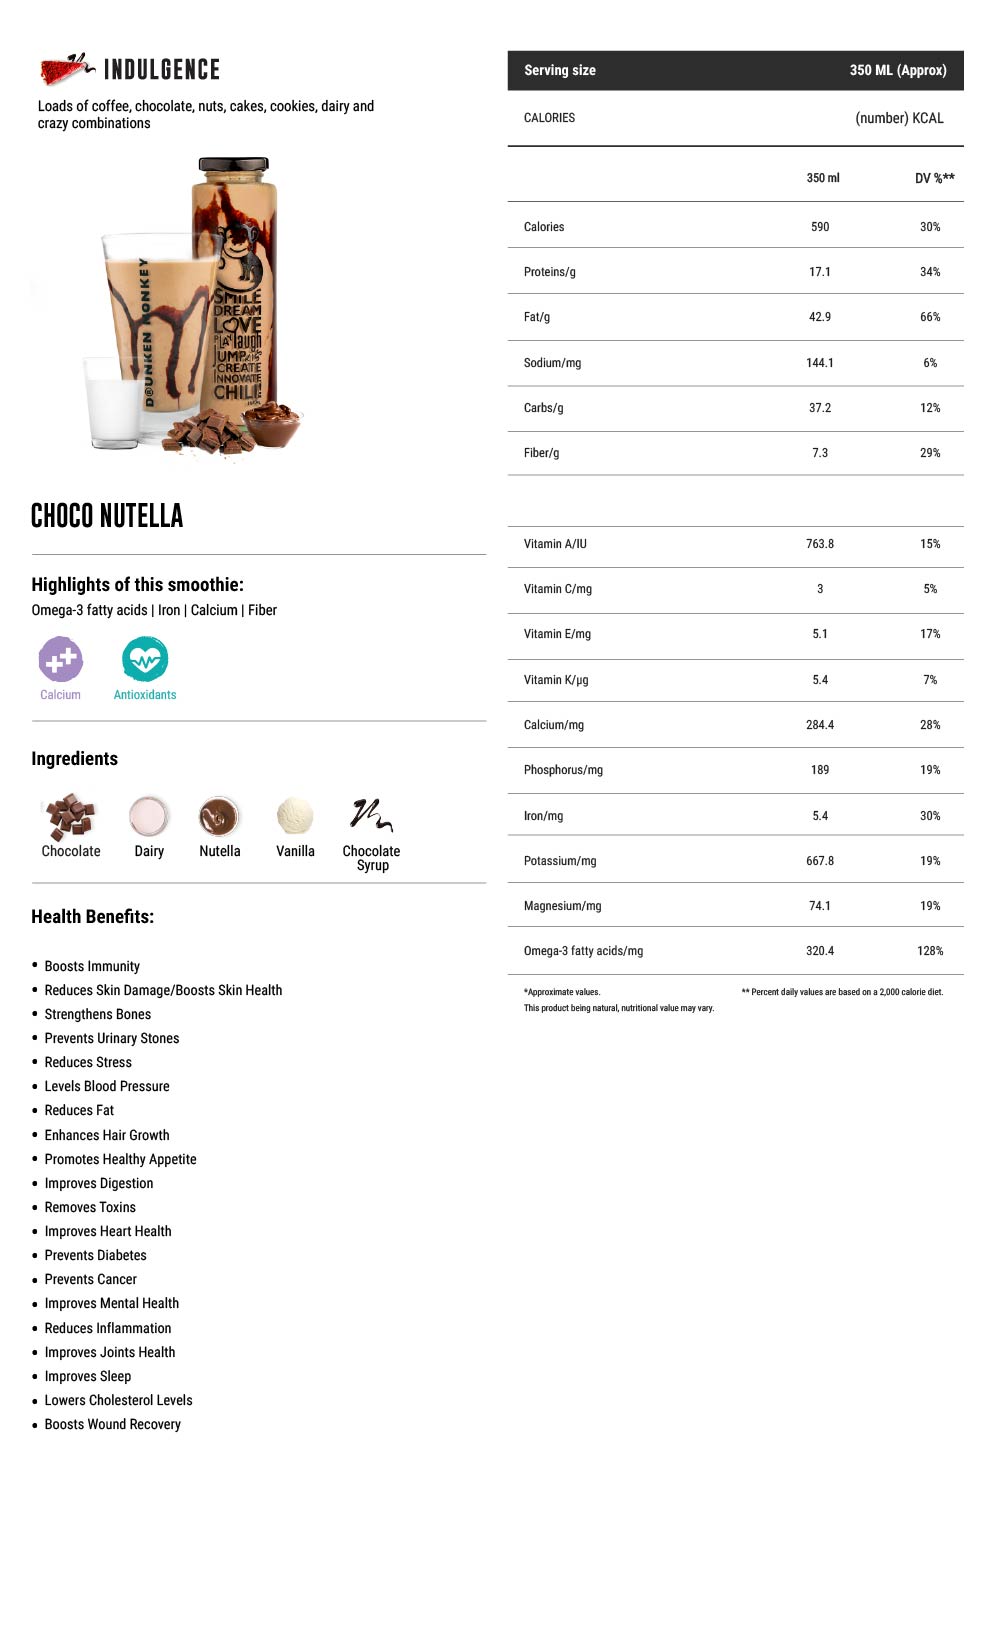 INDULGENCE
Loads of coffee, chocolate, nuts, cakes, cookies, dairy and
crazy combinations
DRUNKEN MONKEY
SMILE
DREAM
LOVE
PLAY laugh
JUMP
CREATE
INNOVATE
CHILL
CHOCO NUTELLA
Highlights of this smoothie:
Omega-3 fatty acids | Iron | Calcium | Fiber
Calcium Antioxidants
Ingredients
Chocolate Dairy Nutella Vanilla Chocolate
Syrup
Health Benefits:
• Boosts Immunity
• Reduces Skin Damage/Boosts Skin Health
• Strengthens Bones
• Prevents Urinary Stones
• Reduces Stress
• Levels Blood Pressure
• Reduces Fat
• Enhances Hair Growth
• Promotes Healthy Appetite
• Improves Digestion
• Removes Toxins
• Improves Heart Health
• Prevents Diabetes
• Prevents Cancer
• Improves Mental Health
• Reduces Inflammation
• Improves Joints Health
• Improves Sleep
• Lowers Cholesterol Levels
• Boosts Wound Recovery
Serving size 350 ML (Approx)
CALORIES (number) KCAL
350 ml DV %**
Calories 590 30%
Proteins/g 17.1 34%
Fat/g 42.9 66%
Sodium/mg 144.1 6%
Carbs/g 37.2 12%
Fiber/g 7.3 29%
Vitamin A/IU 763.8 15%
Vitamin C/mg 3 5%
Vitamin E/mg 5.1 17%
Vitamin K/µg 5.4 7%
Calcium/mg 284.4 28%
Phosphorus/mg 189 19%
Iron/mg 5.4 30%
Potassium/mg 667.8 19%
Magnesium/mg 74.1 19%
Omega-3 fatty acids/mg 320.4 128%
*Approximate values. ** Percent daily values are based on a 2,000 calorie diet.
This product being natural, nutritional value may vary.